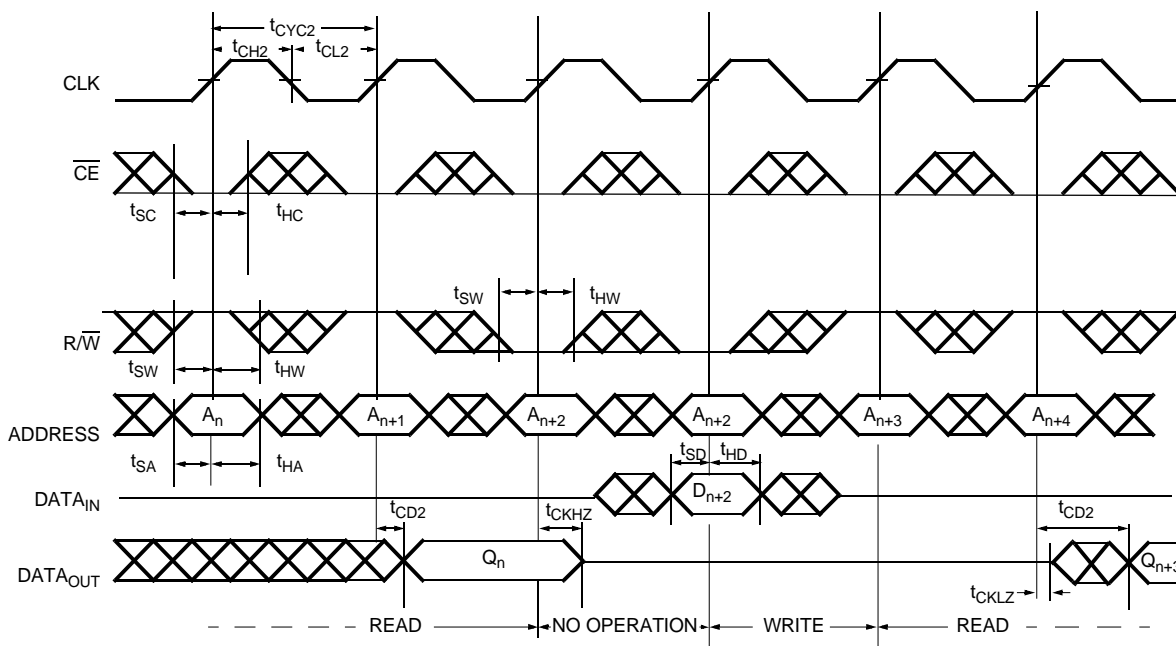 tCYC2
tCH2 tCL2
CLK
CE
tSC tHC
tSW tHW
R/W
tSW tHW
An An+1 An+2 An+2 An+3 An+4
ADDRESS
tSA tHA tSD tHD
DATAIN Dn+2
tCD2 tCKHZ tCD2
Qn Qn+3
DATAOUT
tCKLZ
READ NO OPERATION WRITE READ